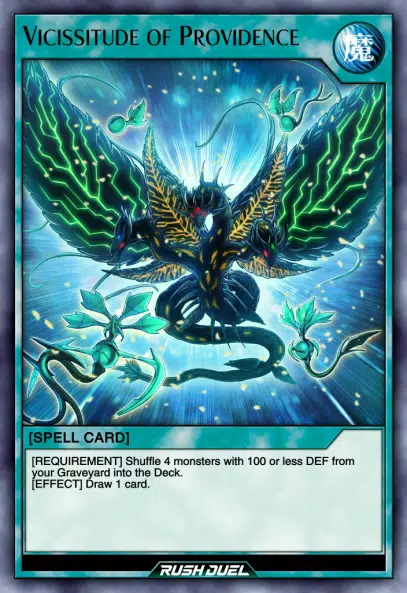 Vicissitude of Providence
魔
[SPELL CARD]
[REQUIREMENT] Shuffle 4 monsters with 100 or less DEF from
your Graveyard into the Deck.
[EFFECT] Draw 1 card.
RUSH DUEL